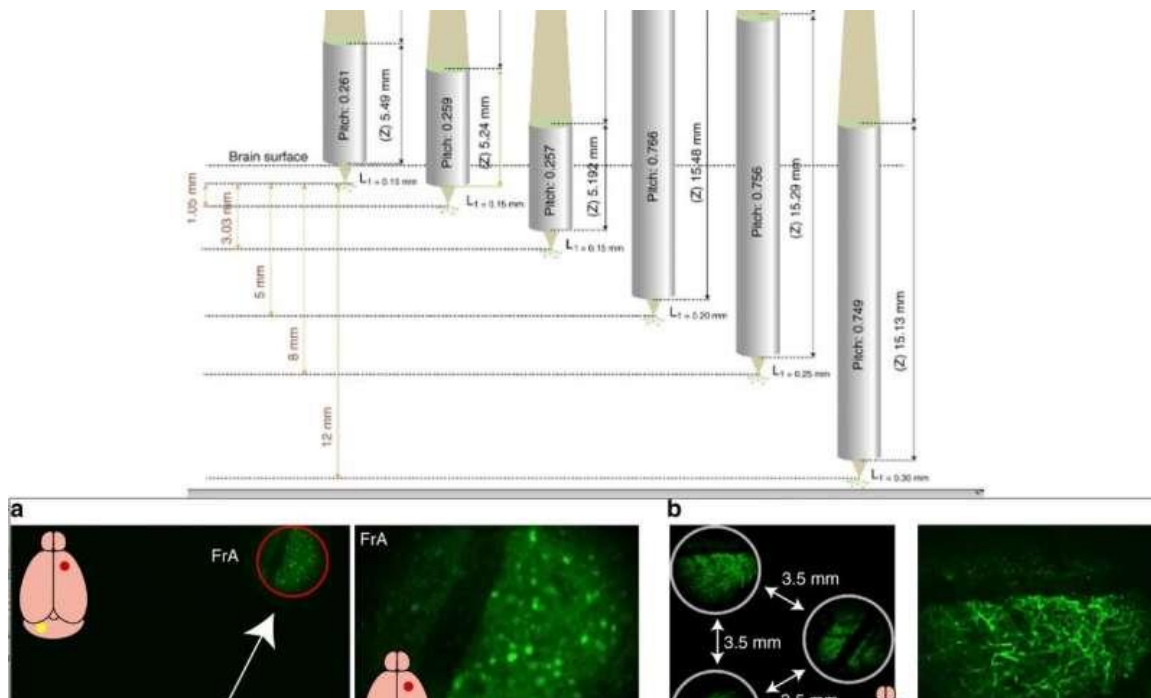 Pitch: 0.261
(Z) 5.49 mm
Pitch: 0.259
(Z) 5.24 mm
Pitch: 0.257
(Z) 5.192 mm
Pitch: 0.766
(Z) 15.48 mm
Pitch: 0.756
(Z) 15.29 mm
Pitch: 0.749
(Z) 15.13 mm
Brain surface
L1 = 0.15 mm
L1 = 0.15 mm
L1 = 0.15 mm
L1 = 0.20 mm
L1 = 0.25 mm
L1 = 0.30 mm
1.05 mm
3.03 mm
5 mm
8 mm
12 mm
a
FrA
FrA
b
3.5 mm
3.5 mm
3.5 mm